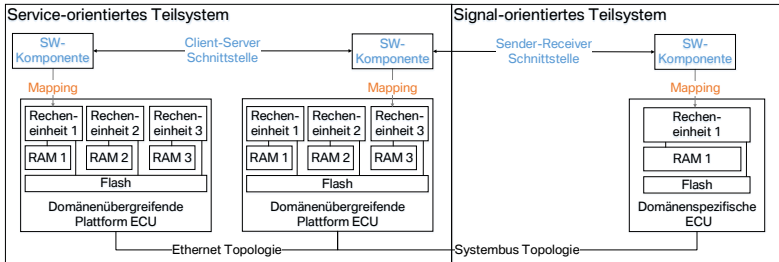 Service-orientiertes Teilsystem
Signal-orientiertes Teilsystem
SW-
Komponente
Client-Server
Schnittstelle
SW-
Komponente
Sender-Receiver
Schnittstelle
SW-
Komponente
Mapping
Mapping
Mapping
Rechen-
einheit 1
Rechen-
einheit 2
Rechen-
einheit 3
RAM 1
RAM 2
RAM 3
Flash
Domänenübergreifende
Plattform ECU
Rechen-
einheit 1
Rechen-
einheit 2
Rechen-
einheit 3
RAM 1
RAM 2
RAM 3
Flash
Domänenübergreifende
Plattform ECU
Rechen-
einheit 1
RAM 1
Flash
Domänenspezifische
ECU
Ethernet Topologie
Systembus Topologie